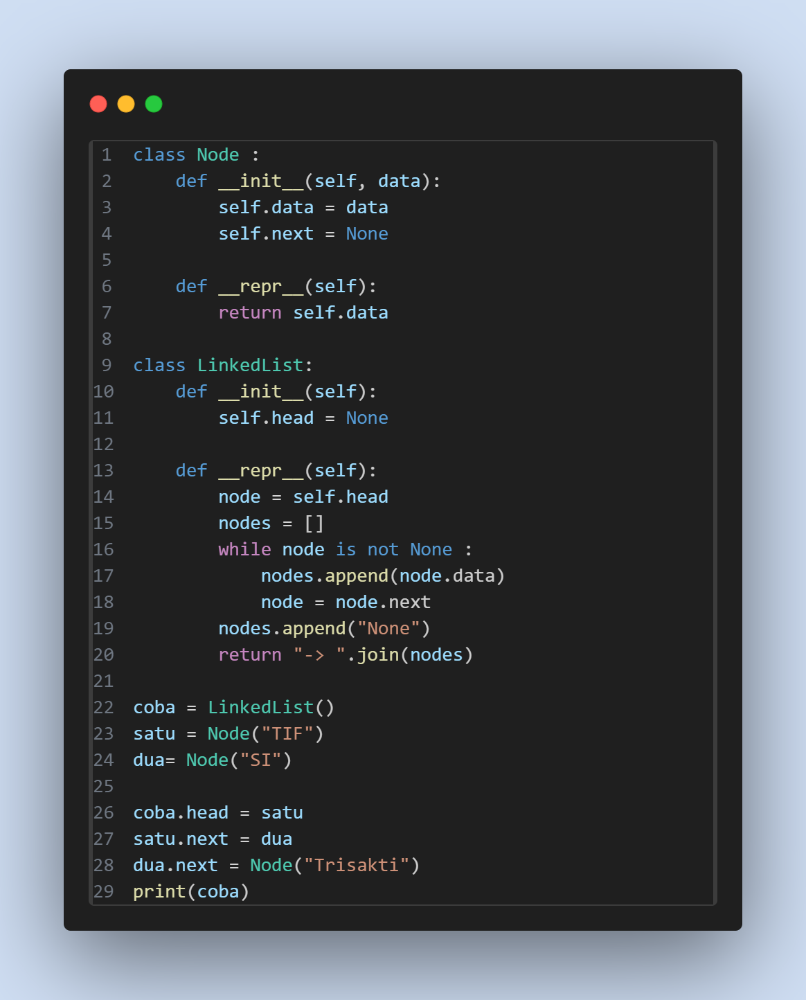 1 class Node :
2     def __init__(self, data):
3         self.data = data
4         self.next = None
5
6     def __repr__(self):
7         return self.data
8
9 class LinkedList:
10     def __init__(self):
11         self.head = None
12
13     def __repr__(self):
14         node = self.head
15         nodes = []
16         while node is not None :
17             nodes.append(node.data)
18             node = node.next
19         nodes.append("None")
20         return "-> ".join(nodes)
21
22 coba = LinkedList()
23 satu = Node("TIF")
24 dua= Node("SI")
25
26 coba.head = satu
27 satu.next = dua
28 dua.next = Node("Trisakti")
29 print(coba)